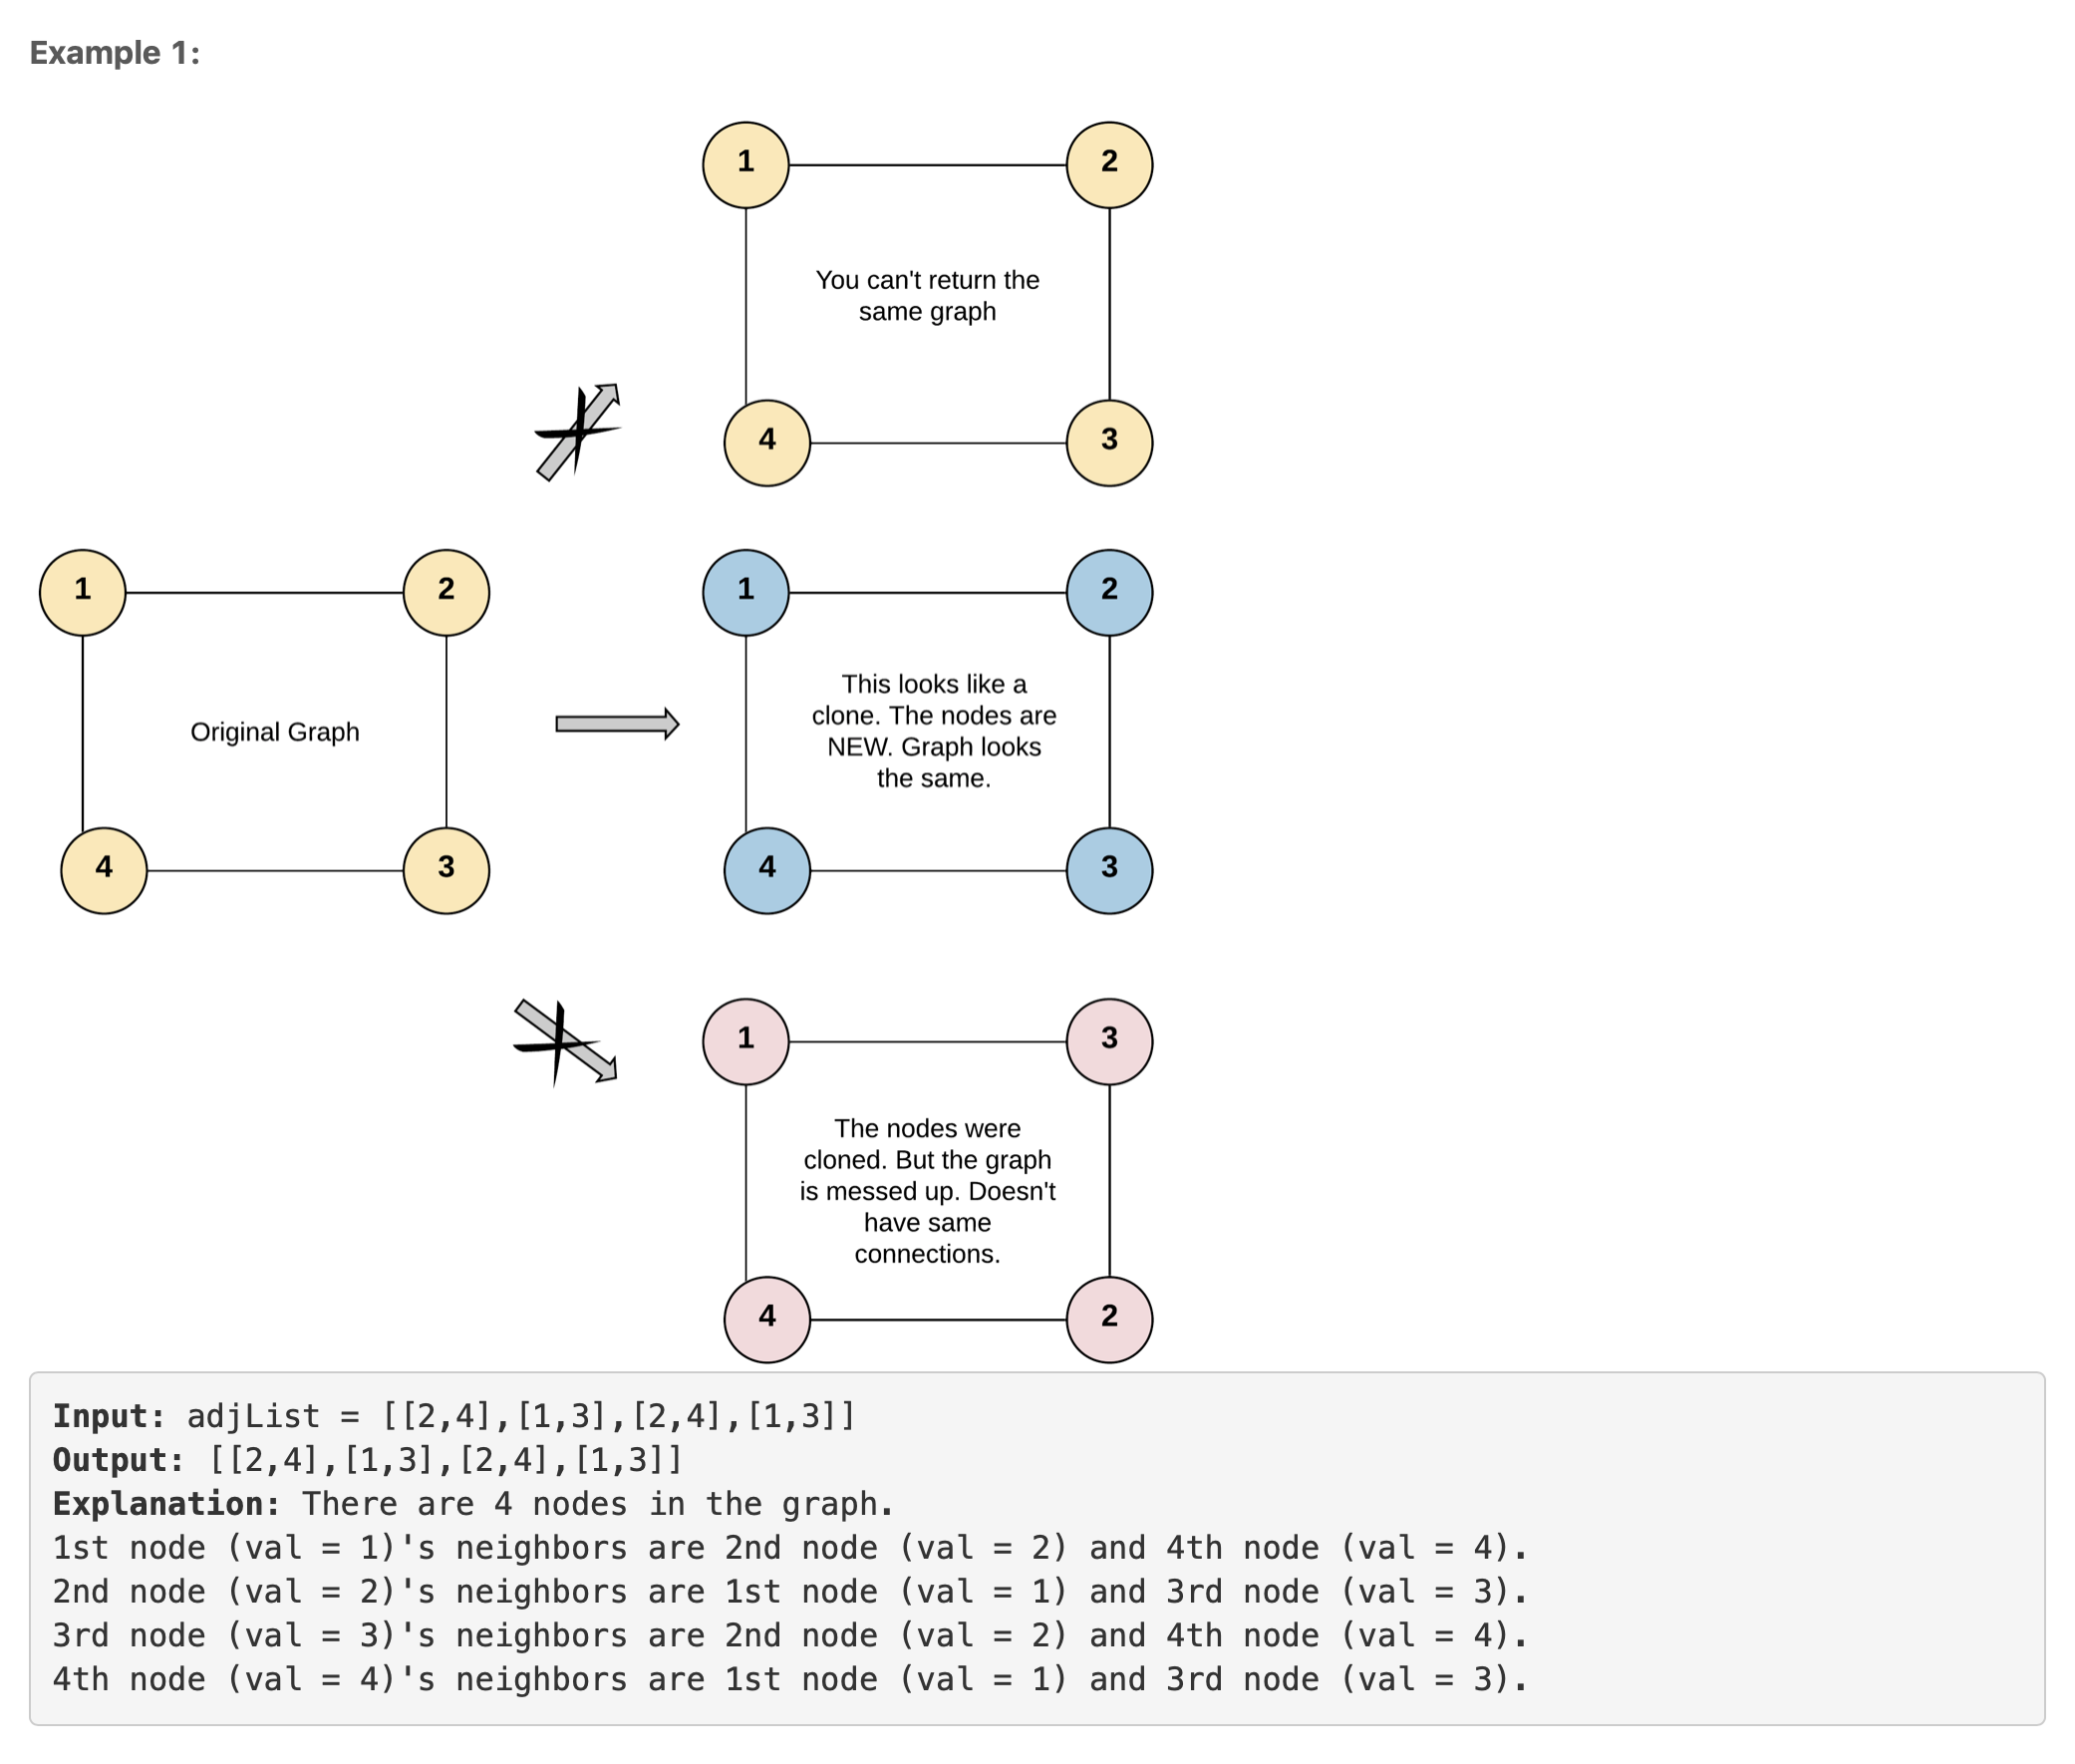 Example 1:
1
2
You can't return the
same graph
4
3
1
2
Original Graph
4
3
1
2
This looks like a
clone. The nodes are
NEW. Graph looks
the same.
4
3
1
3
The nodes were
cloned. But the graph
is messed up. Doesn't
have same
connections.
4
2
Input: adjList = [[2,4],[1,3],[2,4],[1,3]]
Output: [[2,4],[1,3],[2,4],[1,3]]
Explanation: There are 4 nodes in the graph.
1st node (val = 1)'s neighbors are 2nd node (val = 2) and 4th node (val = 4).
2nd node (val = 2)'s neighbors are 1st node (val = 1) and 3rd node (val = 3).
3rd node (val = 3)'s neighbors are 2nd node (val = 2) and 4th node (val = 4).
4th node (val = 4)'s neighbors are 1st node (val = 1) and 3rd node (val = 3).